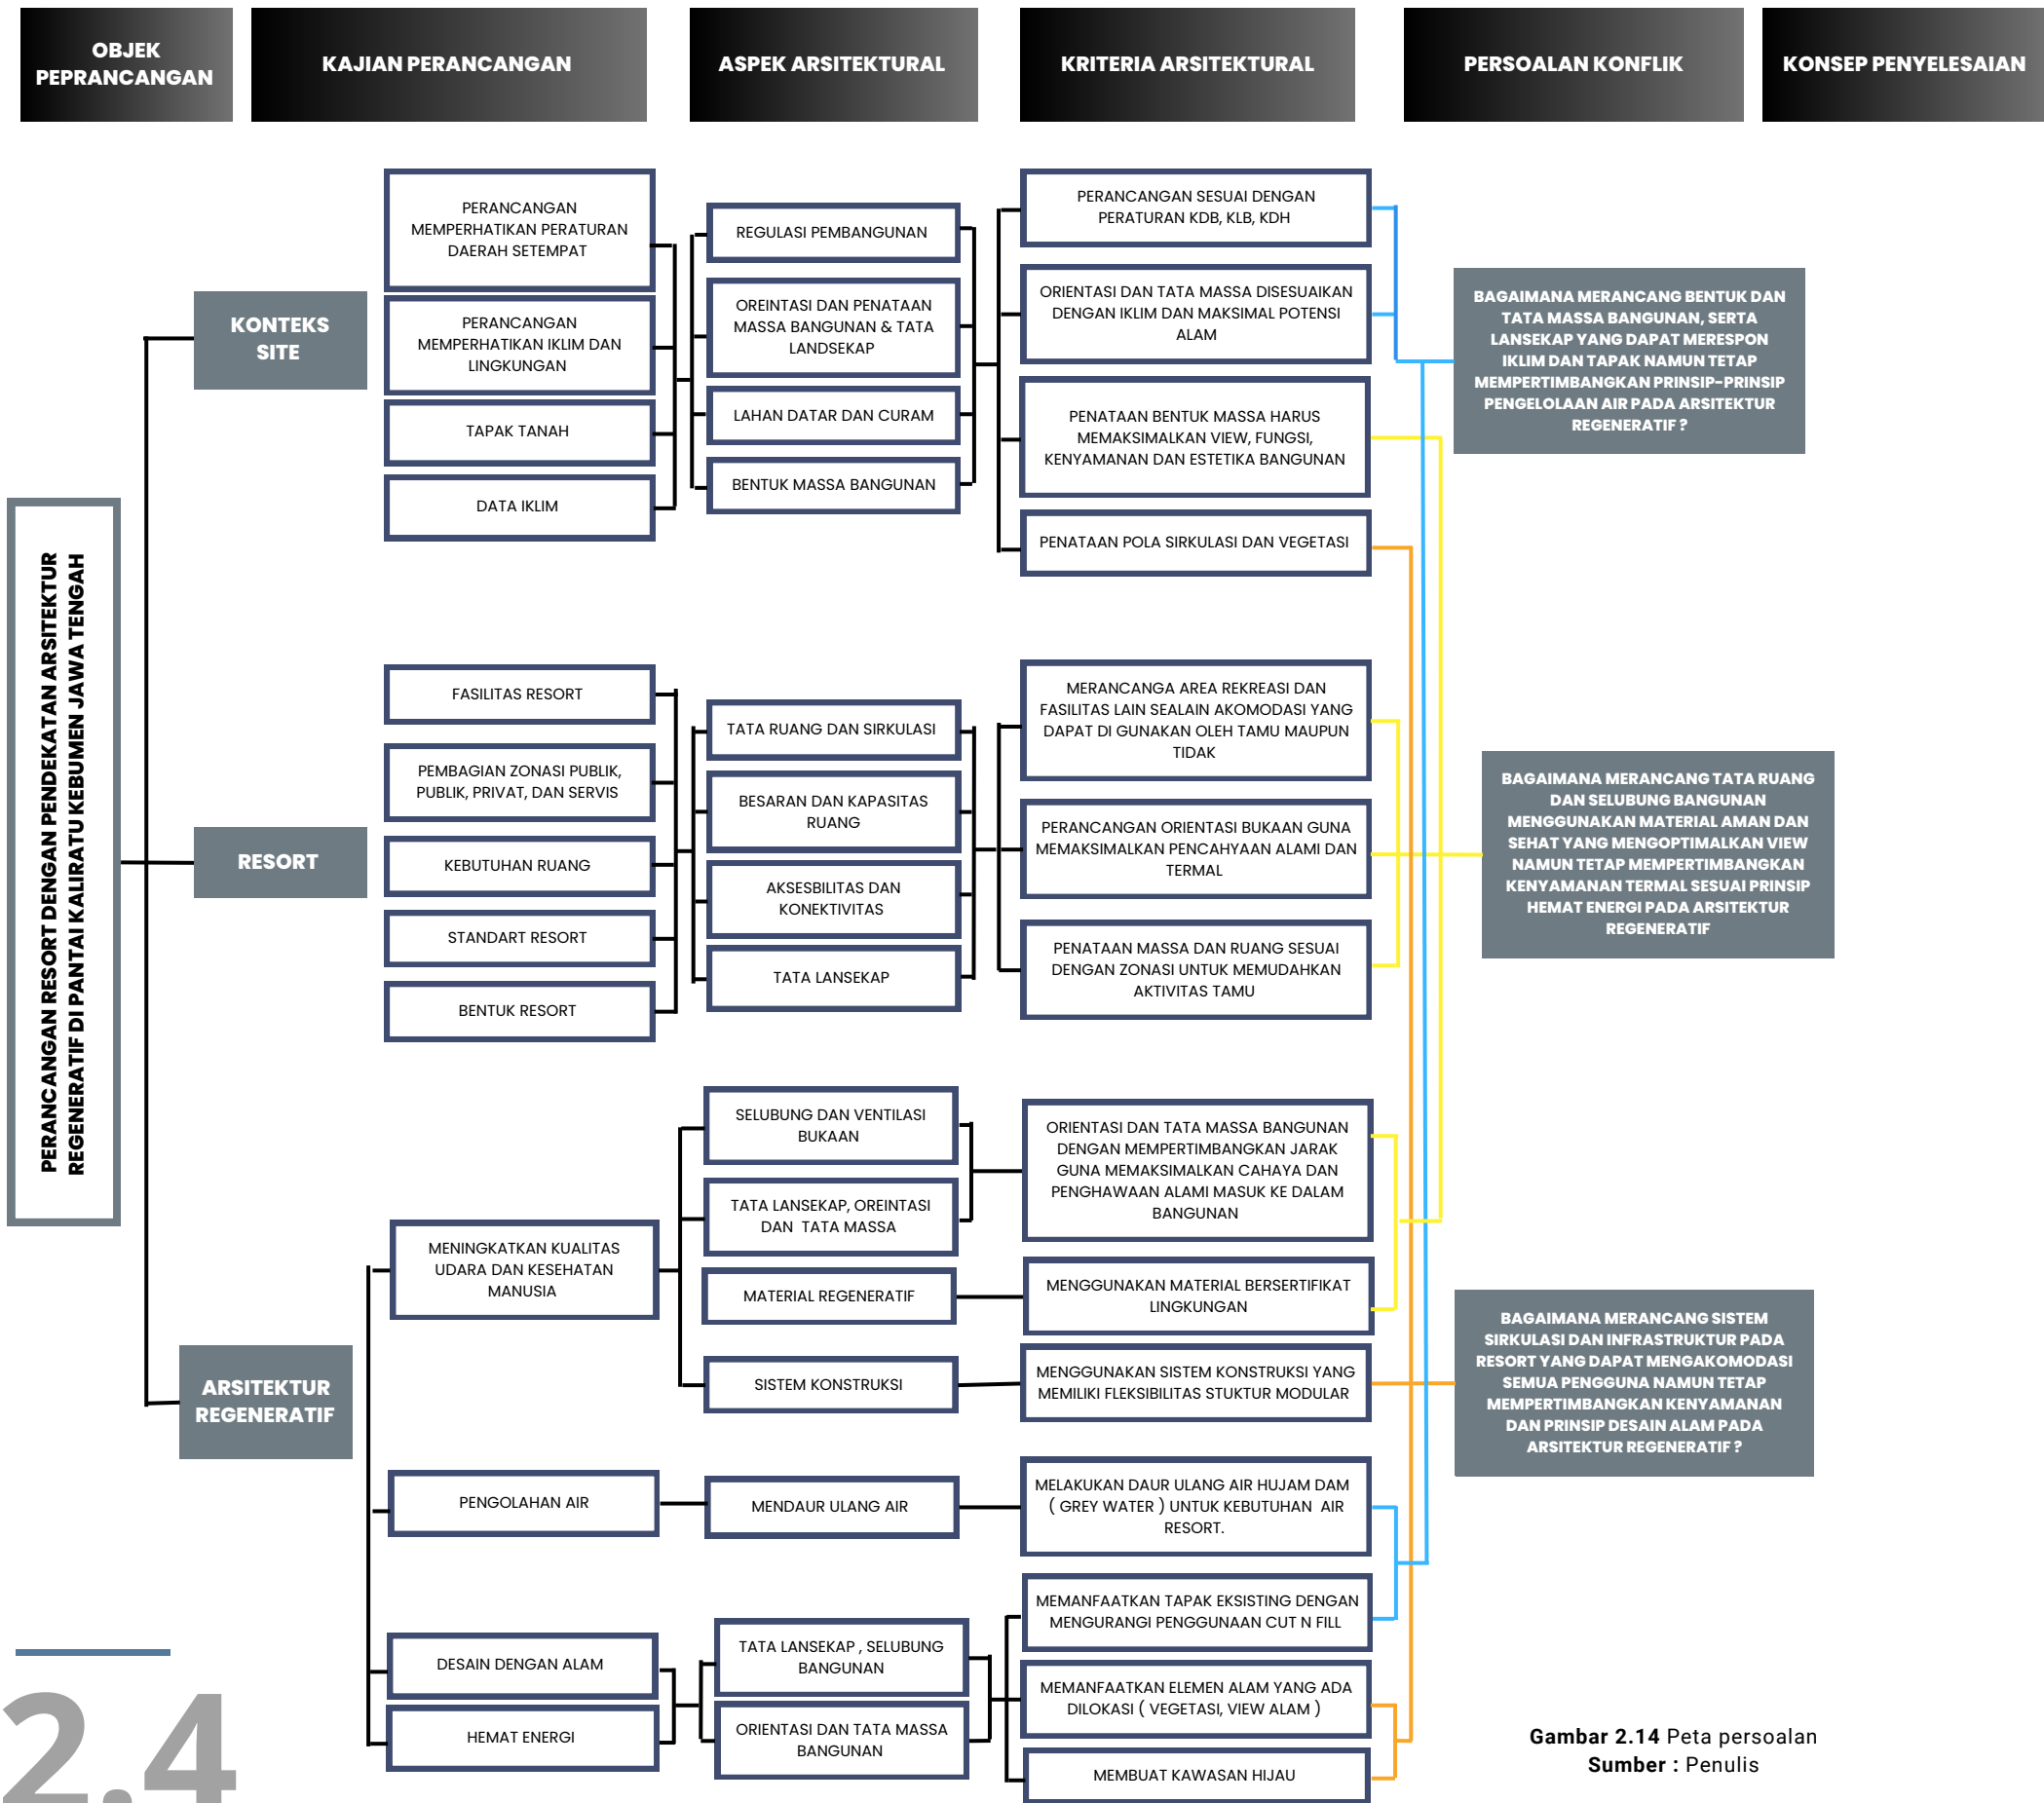 OBJEK
PEPRANCANGAN
KAJIAN PERANCANGAN
ASPEK ARSITEKTURAL
KRITERIA ARSITEKTURAL
PERSOALAN KONFLIK
KONSEP PENYELESAIAN
PERANCANGAN RESORT DENGAN PENDEKATAN ARSITEKTUR
REGENERATIF DI PANTAI KALIRATU KEBUMEN JAWA TENGAH
KONTEKS
SITE
PERANCANGAN
MEMPERHATIKAN PERATURAN
DAERAH SETEMPAT
PERANCANGAN
MEMPERHATIKAN IKLIM DAN
LINGKUNGAN
TAPAK TANAH
DATA IKLIM
REGULASI PEMBANGUNAN
OREINTASI DAN PENATAAN
MASSA BANGUNAN & TATA
LANDSEKAP
LAHAN DATAR DAN CURAM
BENTUK MASSA BANGUNAN
PERANCANGAN SESUAI DENGAN
PERATURAN KDB, KLB, KDH
ORIENTASI DAN TATA MASSA DISESUAIKAN
DENGAN IKLIM DAN MAKSIMAL POTENSI
ALAM
PENATAAN BENTUK MASSA HARUS
MEMAKSIMALKAN VIEW, FUNGSI,
KENYAMANAN DAN ESTETIKA BANGUNAN
PENATAAN POLA SIRKULASI DAN VEGETASI
BAGAIMANA MERANCANG BENTUK DAN
TATA MASSA BANGUNAN, SERTA
LANSEKAP YANG DAPAT MERESPON
IKLIM DAN TAPAK NAMUN TETAP
MEMPERTIMBANGKAN PRINSIP-PRINSIP
PENGELOLAAN AIR PADA ARSITEKTUR
REGENERATIF ?
RESORT
FASILITAS RESORT
PEMBAGIAN ZONASI PUBLIK,
PUBLIK, PRIVAT, DAN SERVIS
KEBUTUHAN RUANG
STANDART RESORT
BENTUK RESORT
TATA RUANG DAN SIRKULASI
BESARAN DAN KAPASITAS
RUANG
AKSESBILITAS DAN
KONEKTIVITAS
TATA LANSEKAP
MERANCANGA AREA REKREASI DAN
FASILITAS LAIN SEALAIN AKOMODASI YANG
DAPAT DI GUNAKAN OLEH TAMU MAUPUN
TIDAK
PERANCANGAN ORIENTASI BUKAAN GUNA
MEMAKSIMALKAN PENCAHYAAN ALAMI DAN
TERMAL
PENATAAN MASSA DAN RUANG SESUAI
DENGAN ZONASI UNTUK MEMUDAHKAN
AKTIVITAS TAMU
BAGAIMANA MERANCANG TATA RUANG
DAN SELUBUNG BANGUNAN
MENGGUNAKAN MATERIAL AMAN DAN
SEHAT YANG MENGOPTIMALKAN VIEW
NAMUN TETAP MEMPERTIMBANGKAN
KENYAMANAN TERMAL SESUAI PRINSIP
HEMAT ENERGI PADA ARSITEKTUR
REGENERATIF
ARSITEKTUR
REGENERATIF
MENINGKATKAN KUALITAS
UDARA DAN KESEHATAN
MANUSIA
PENGOLAHAN AIR
DESAIN DENGAN ALAM
HEMAT ENERGI
SELUBUNG DAN VENTILASI
BUKAAN
TATA LANSEKAP, OREINTASI
DAN TATA MASSA
MATERIAL REGENERATIF
SISTEM KONSTRUKSI
MENDAUR ULANG AIR
TATA LANSEKAP , SELUBUNG
BANGUNAN
ORIENTASI DAN TATA MASSA
BANGUNAN
ORIENTASI DAN TATA MASSA BANGUNAN
DENGAN MEMPERTIMBANGKAN JARAK
GUNA MEMAKSIMALKAN CAHAYA DAN
PENGHAWAAN ALAMI MASUK KE DALAM
BANGUNAN
MENGGUNAKAN MATERIAL BERSERTIFIKAT
LINGKUNGAN
MENGGUNAKAN SISTEM KONSTRUKSI YANG
MEMILIKI FLEKSIBILITAS STUKTUR MODULAR
MELAKUKAN DAUR ULANG AIR HUJAM DAM
( GREY WATER ) UNTUK KEBUTUHAN AIR
RESORT.
MEMANFAATKAN TAPAK EKSISTING DENGAN
MENGURANGI PENGGUNAAN CUT N FILL
MEMANFAATKAN ELEMEN ALAM YANG ADA
DILOKASI ( VEGETASI, VIEW ALAM )
MEMBUAT KAWASAN HIJAU
BAGAIMANA MERANCANG SISTEM
SIRKULASI DAN INFRASTRUKTUR PADA
RESORT YANG DAPAT MENGAKOMODASI
SEMUA PENGGUNA NAMUN TETAP
MEMPERTIMBANGKAN KENYAMANAN
DAN PRINSIP DESAIN ALAM PADA
ARSITEKTUR REGENERATIF ?
2.4
Gambar 2.14 Peta persoalan
Sumber : Penulis